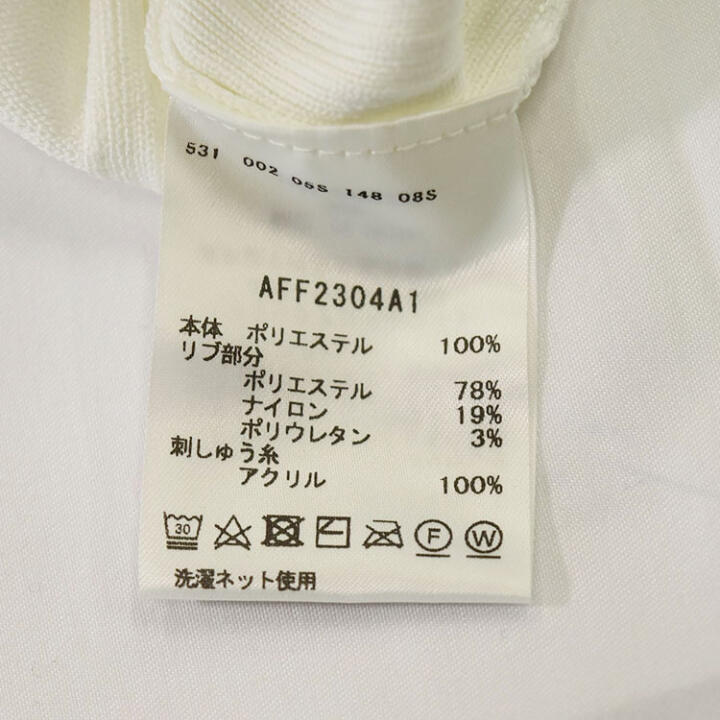 531 002 05S 148 08S
AFF2304A1
本体 ポリエステル 100%
リブ部分
ポリエステル 78%
ナイロン 19%
ポリウレタン 3%
刺しゅう糸
アクリル 100%
30 F W
洗濯ネット使用